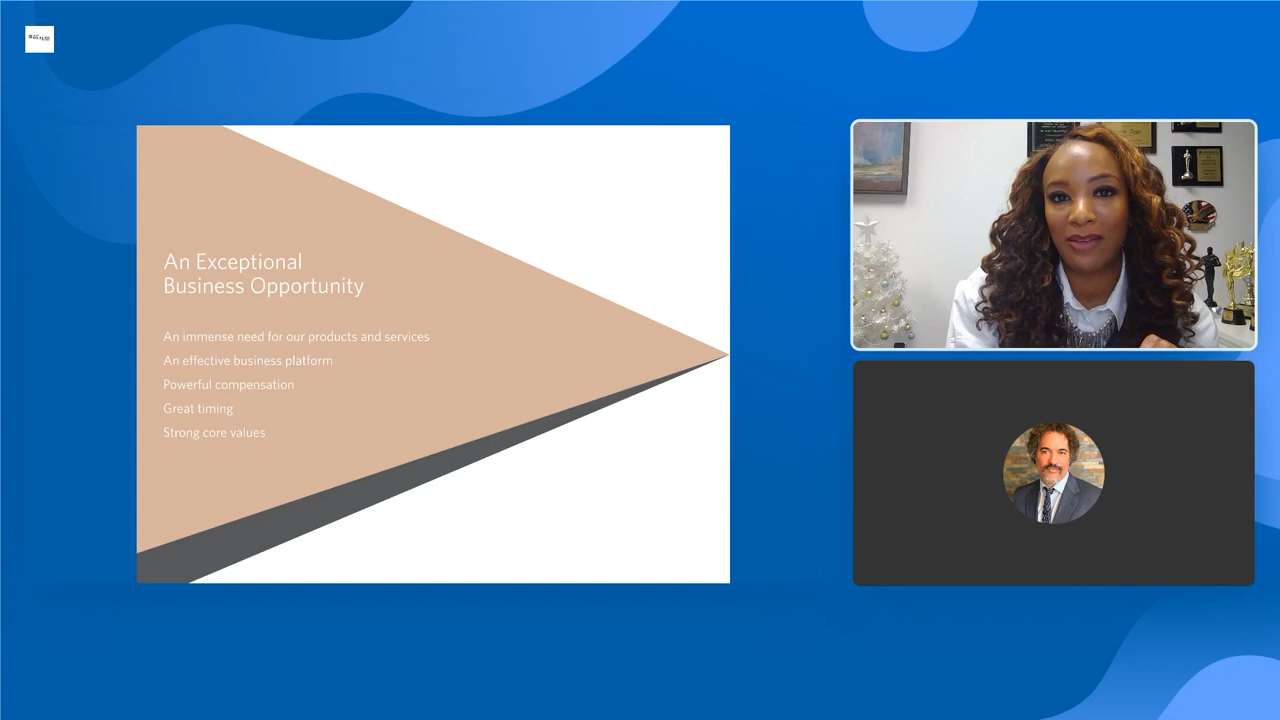 An Exceptional
Business Opportunity
An immense need for our products and services
An effective business platform
Powerful compensation
Great timing
Strong core values